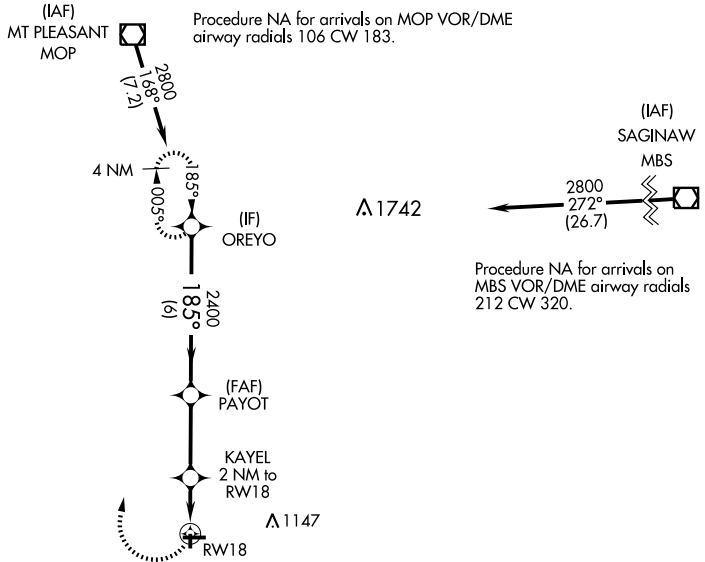 (IAF)
MT PLEASANT
MOP
Procedure NA for arrivals on MOP VOR/DME
airway radials 106 CW 183.
2800
168°
(7.2)
(IAF)
SAGINAW
MBS
4 NM
185°
005°
(IF)
OREYO
1742
2800
272°
(26.7)
Procedure NA for arrivals on
MBS VOR/DME airway radials
212 CW 320.
2400
185°
(6)
(FAF)
PAYOT
KAYEL
2 NM to
RW18
1147
RW18